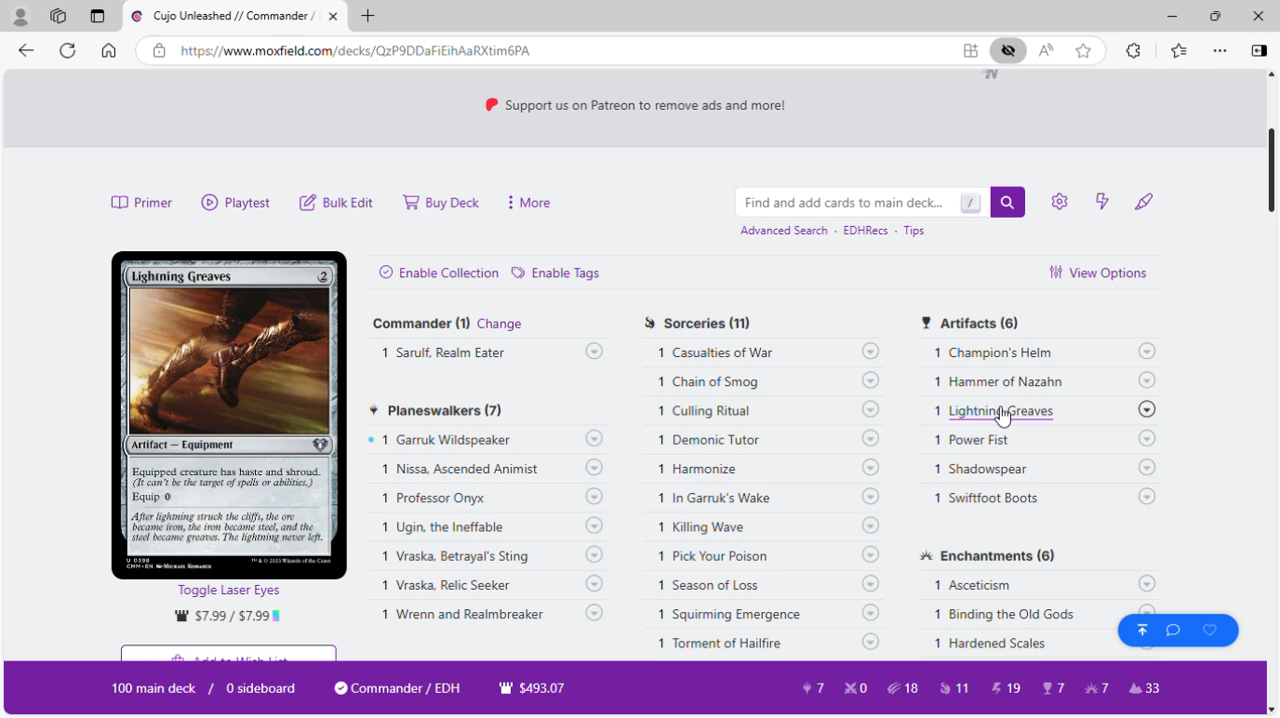 Cujo Unleashed // Commander /
https://www.moxfield.com/decks/QzP9DDaFiEihAaRXtim6PA
Support us on Patreon to remove ads and more!
Primer
Playtest
Bulk Edit
Buy Deck
More
Find and add cards to main deck...
/
Advanced Search · EDHRecs · Tips
Lightning Greaves 2
Artifact — Equipment
Equipped creature has haste and shroud.
(It can't be the target of spells or abilities.)
Equip 0
After lightning struck the cliffs, the ore
became iron, the iron became steel, and the
steel became greaves. The lightning never left.
U 0398
CMM • EN
Toggle Laser Eyes
$7.99 / $7.99
Enable Collection
Enable Tags
View Options
Commander (1) Change
1 Sarulf, Realm Eater
Planeswalkers (7)
1 Garruk Wildspeaker
1 Nissa, Ascended Animist
1 Professor Onyx
1 Ugin, the Ineffable
1 Vraska, Betrayal's Sting
1 Vraska, Relic Seeker
1 Wrenn and Realmbreaker
Sorceries (11)
1 Casualties of War
1 Chain of Smog
1 Culling Ritual
1 Demonic Tutor
1 Harmonize
1 In Garruk's Wake
1 Killing Wave
1 Pick Your Poison
1 Season of Loss
1 Squirming Emergence
1 Torment of Hailfire
Artifacts (6)
1 Champion's Helm
1 Hammer of Nazahn
1 Lightning Greaves
1 Power Fist
1 Shadowspear
1 Swiftfoot Boots
Enchantments (6)
1 Asceticism
1 Binding the Old Gods
1 Hardened Scales
100 main deck / 0 sideboard
Commander / EDH
$493.07
7 0 18 11 19 7 7 33